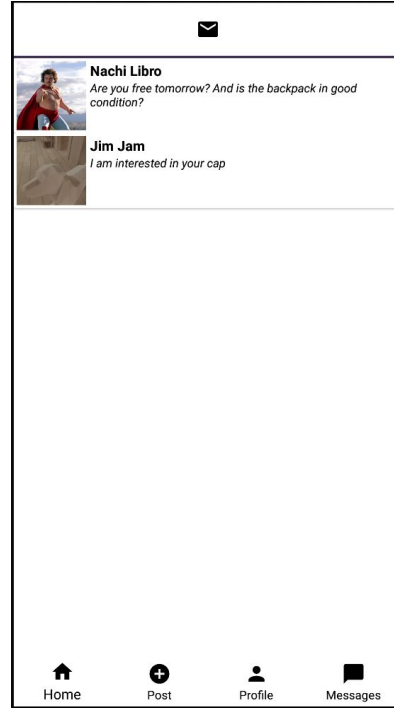 Nachi Libro
Are you free tomorrow? And is the backpack in good
condition?
Jim Jam
I am interested in your cap
Home
Post
Profile
Messages